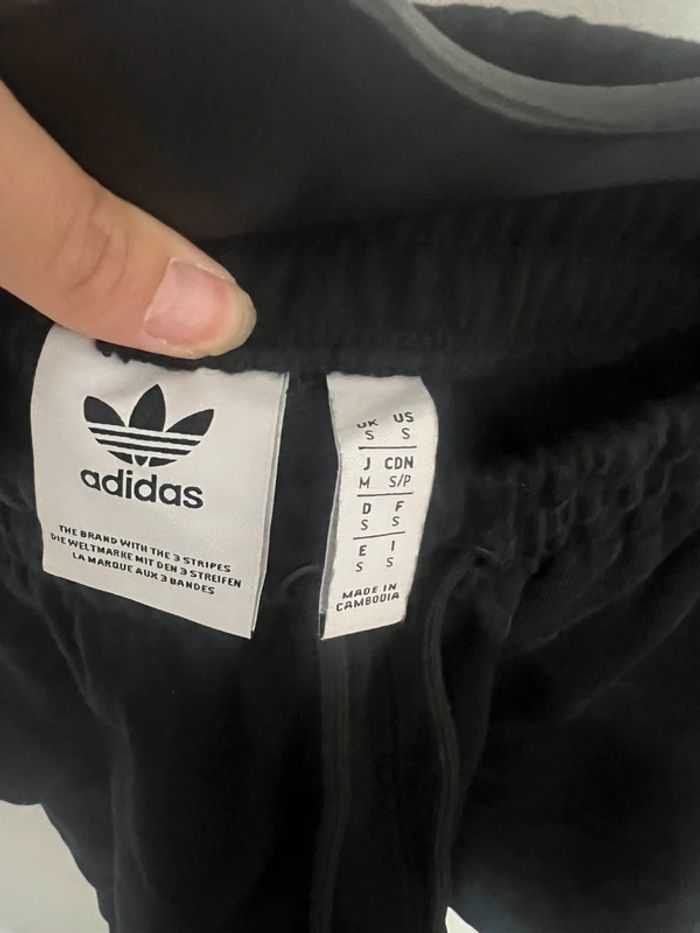 adidas
THE BRAND WITH THE 3 STRIPES
DIE WELTMARKE MIT DEN 3 STREIFEN
LA MARQUE AUX 3 BANDES
UK US
S S
J CDN
M S/P
D F
S S
E I
S S
MADE IN
CAMBODIA